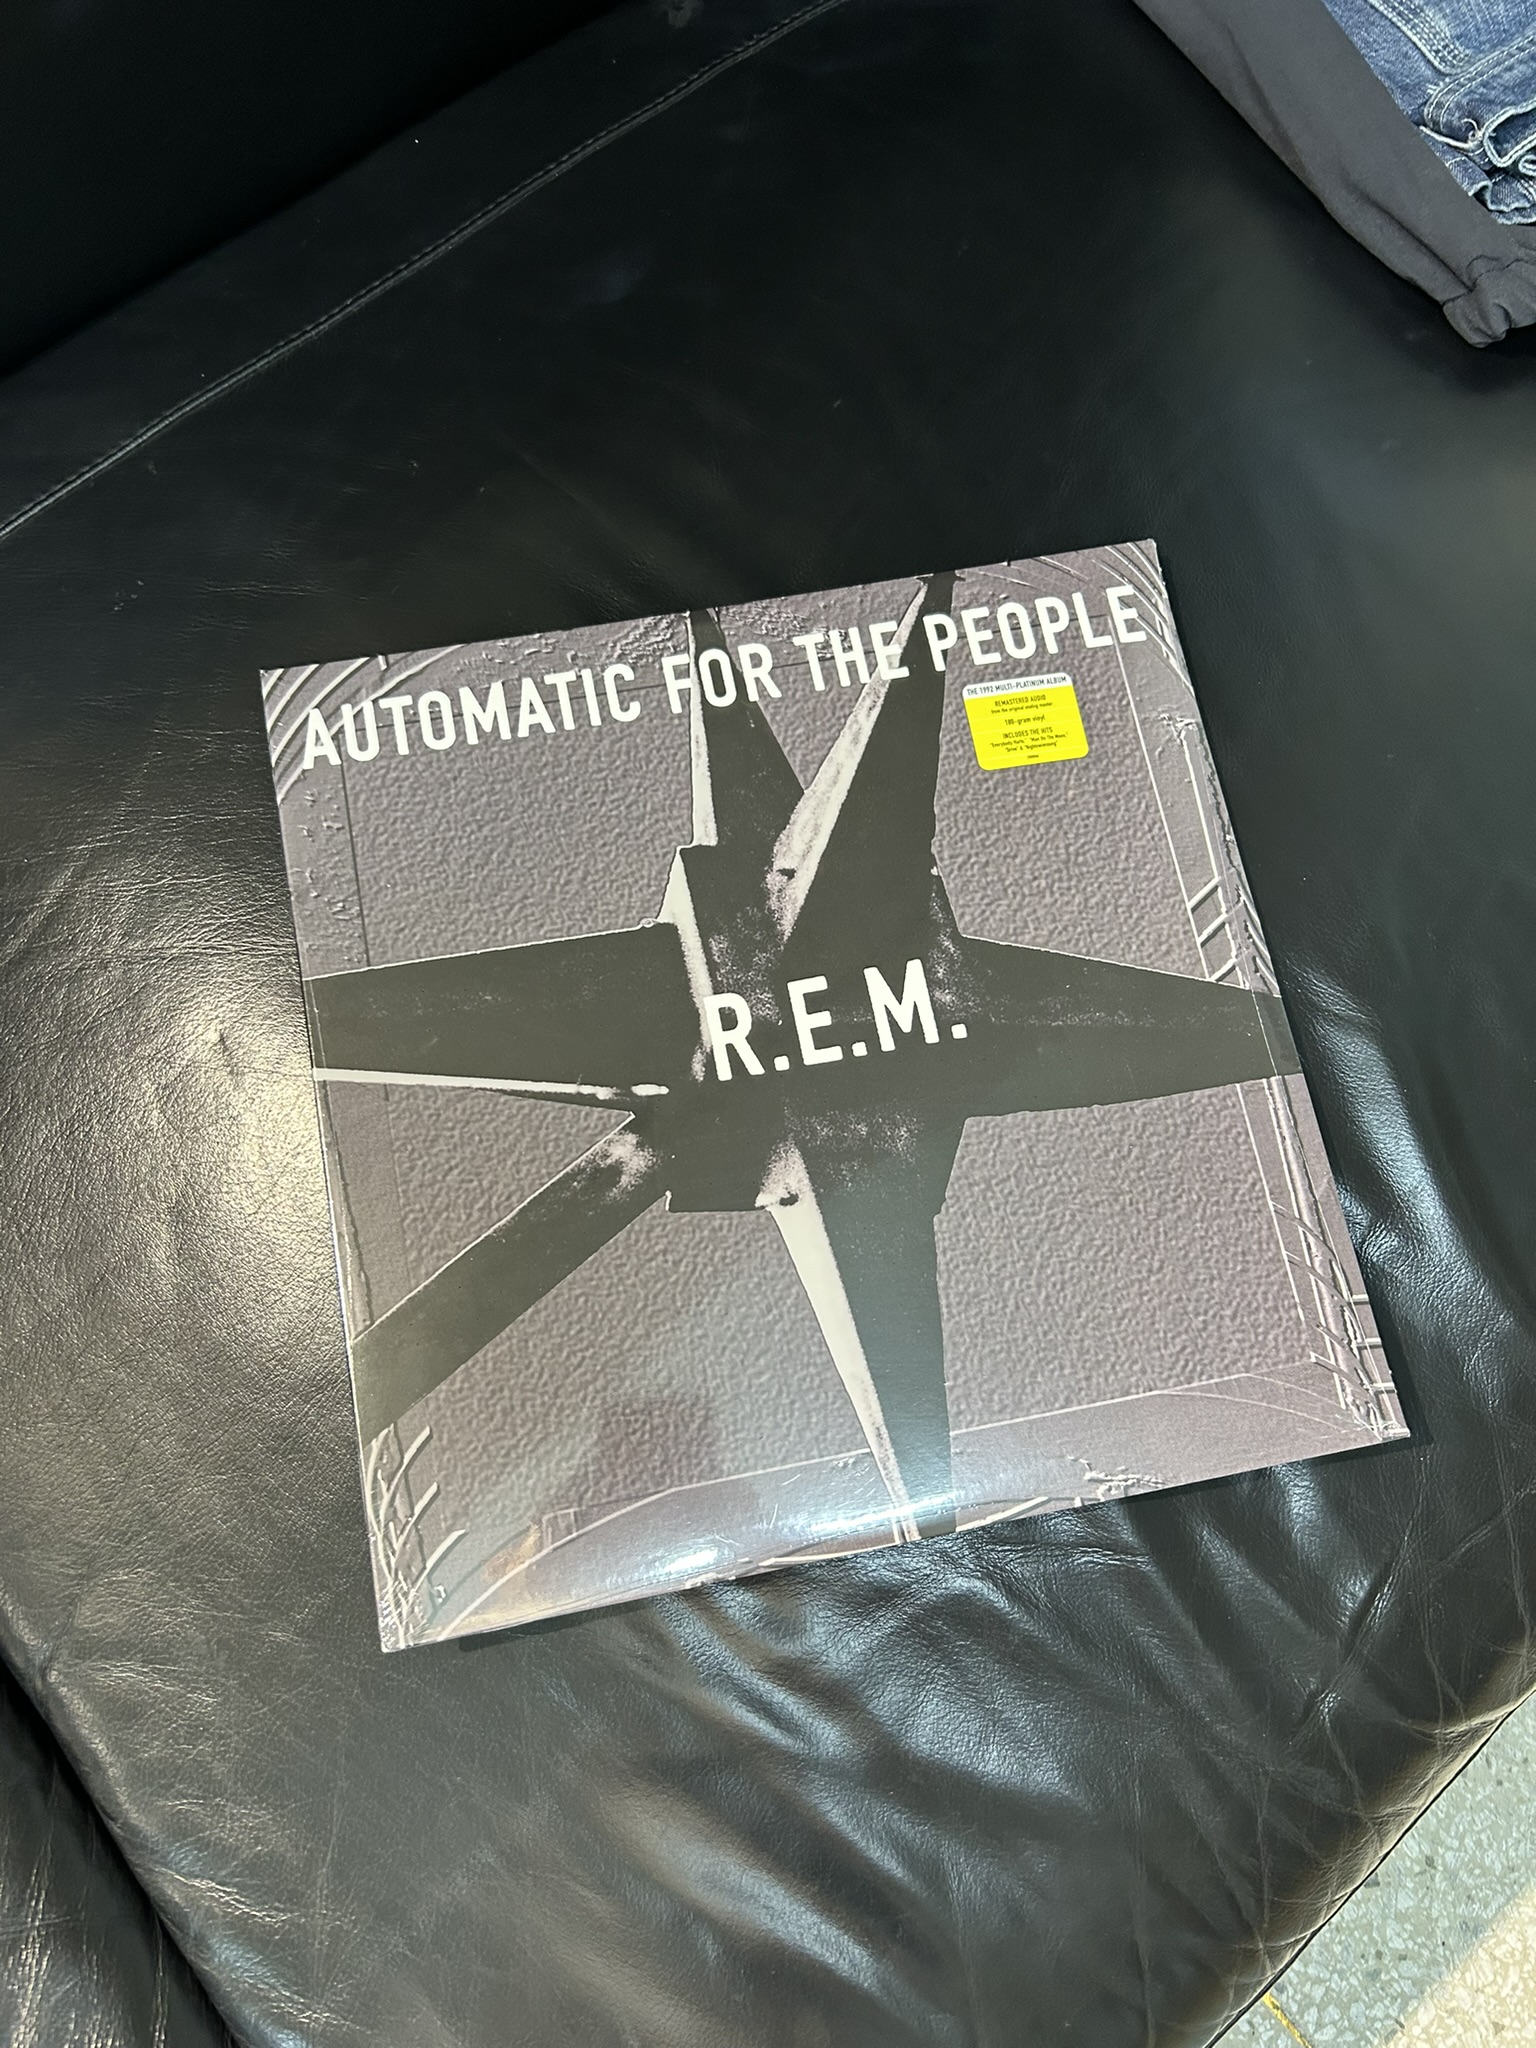 AUTOMATIC FOR THE PEOPLE
THE 1992 MULTI-PLATINUM ALBUM
REMASTERED AUDIO
from the original analog master
180-gram vinyl
INCLUDES THE HITS
"Everybody Hurts," "Man On The Moon,"
"Drive" & "Nightswimming"
R.E.M.